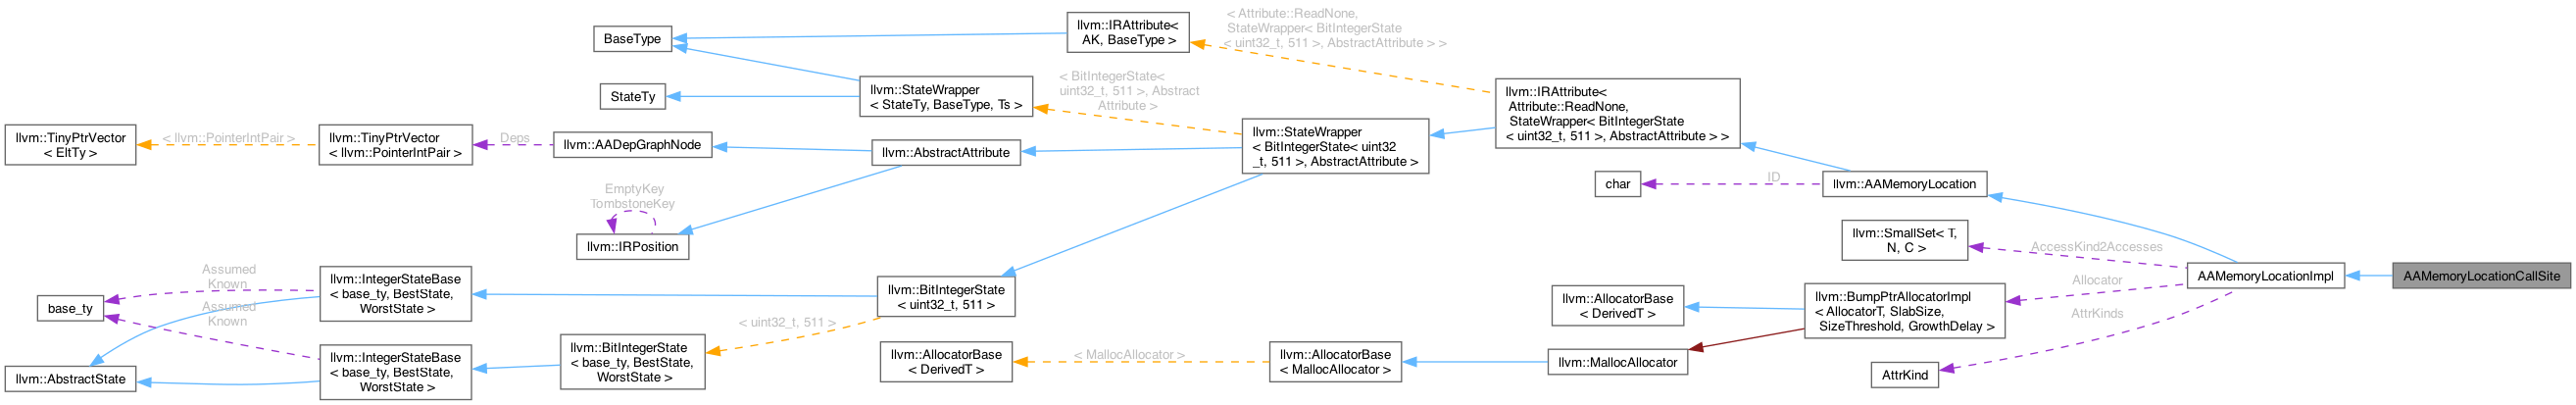 llvm::TinyPtrVector
< EltTy >
< llvm::PointerIntPair >
llvm::TinyPtrVector
< llvm::PointerIntPair >
Deps
llvm::AADepGraphNode
BaseType
StateTy
llvm::StateWrapper
< StateTy, BaseType, Ts >
llvm::IRAttribute<
AK, BaseType >
< Attribute::ReadNone,
StateWrapper< BitIntegerState
< uint32_t, 511 >, AbstractAttribute > >
< BitIntegerState<
uint32_t, 511 >, Abstract
Attribute >
llvm::AbstractAttribute
EmptyKey
TombstoneKey
llvm::IRPosition
llvm::StateWrapper
< BitIntegerState< uint32
_t, 511 >, AbstractAttribute >
llvm::IRAttribute<
Attribute::ReadNone,
StateWrapper< BitIntegerState
< uint32_t, 511 >, AbstractAttribute > >
char
ID
llvm::AAMemoryLocation
llvm::SmallSet< T,
N, C >
AccessKind2Accesses
AAMemoryLocationImpl
AAMemoryLocationCallSite
Allocator
AttrKinds
AttrKind
llvm::BumpPtrAllocatorImpl
< AllocatorT, SlabSize,
SizeThreshold, GrowthDelay >
llvm::AllocatorBase
< DerivedT >
llvm::MallocAllocator
llvm::AllocatorBase
< MallocAllocator >
< MallocAllocator >
llvm::AllocatorBase
< DerivedT >
llvm::BitIntegerState
< uint32_t, 511 >
< uint32_t, 511 >
llvm::BitIntegerState
< base_ty, BestState,
WorstState >
llvm::IntegerStateBase
< base_ty, BestState,
WorstState >
llvm::IntegerStateBase
< base_ty, BestState,
WorstState >
Assumed
Known
Assumed
Known
base_ty
llvm::AbstractState